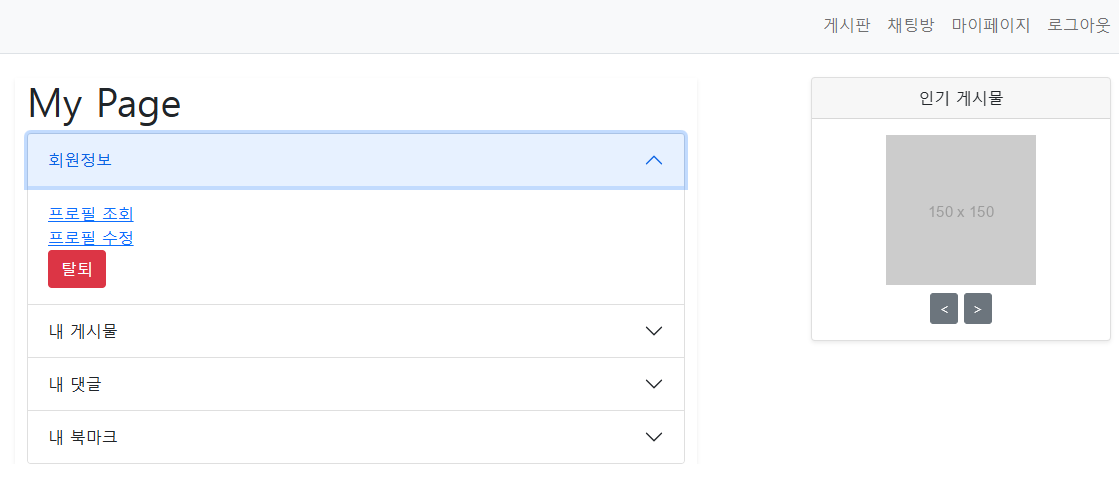 게시판 채팅방 마이페이지 로그아웃
My Page
회원정보
프로필 조회
프로필 수정
탈퇴
내 게시물
내 댓글
내 북마크
인기 게시물
150 x 150
< >